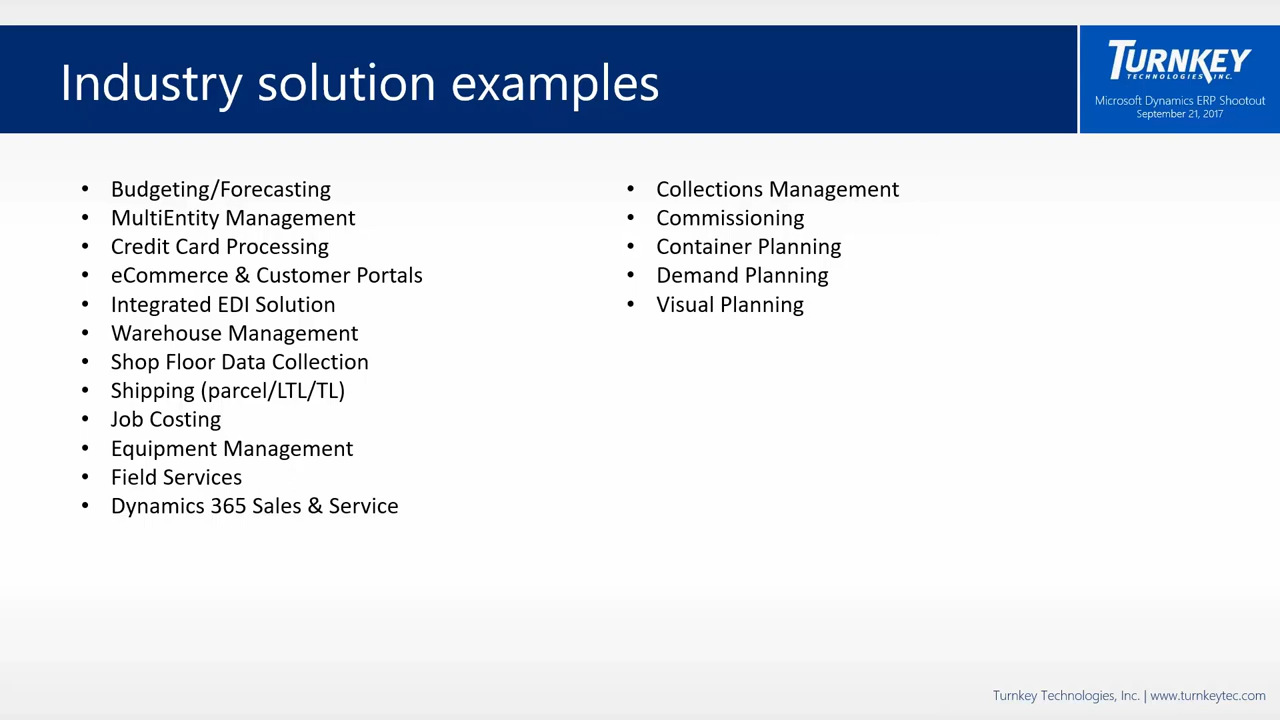 Industry solution examples
TURNKEY
TECHNOLOGIES, INC.
Microsoft Dynamics ERP Shootout
September 21, 2017
• Budgeting/Forecasting
• MultiEntity Management
• Credit Card Processing
• eCommerce & Customer Portals
• Integrated EDI Solution
• Warehouse Management
• Shop Floor Data Collection
• Shipping (parcel/LTL/TL)
• Job Costing
• Equipment Management
• Field Services
• Dynamics 365 Sales & Service
• Collections Management
• Commissioning
• Container Planning
• Demand Planning
• Visual Planning
Turnkey Technologies, Inc. | www.turnkeytec.com